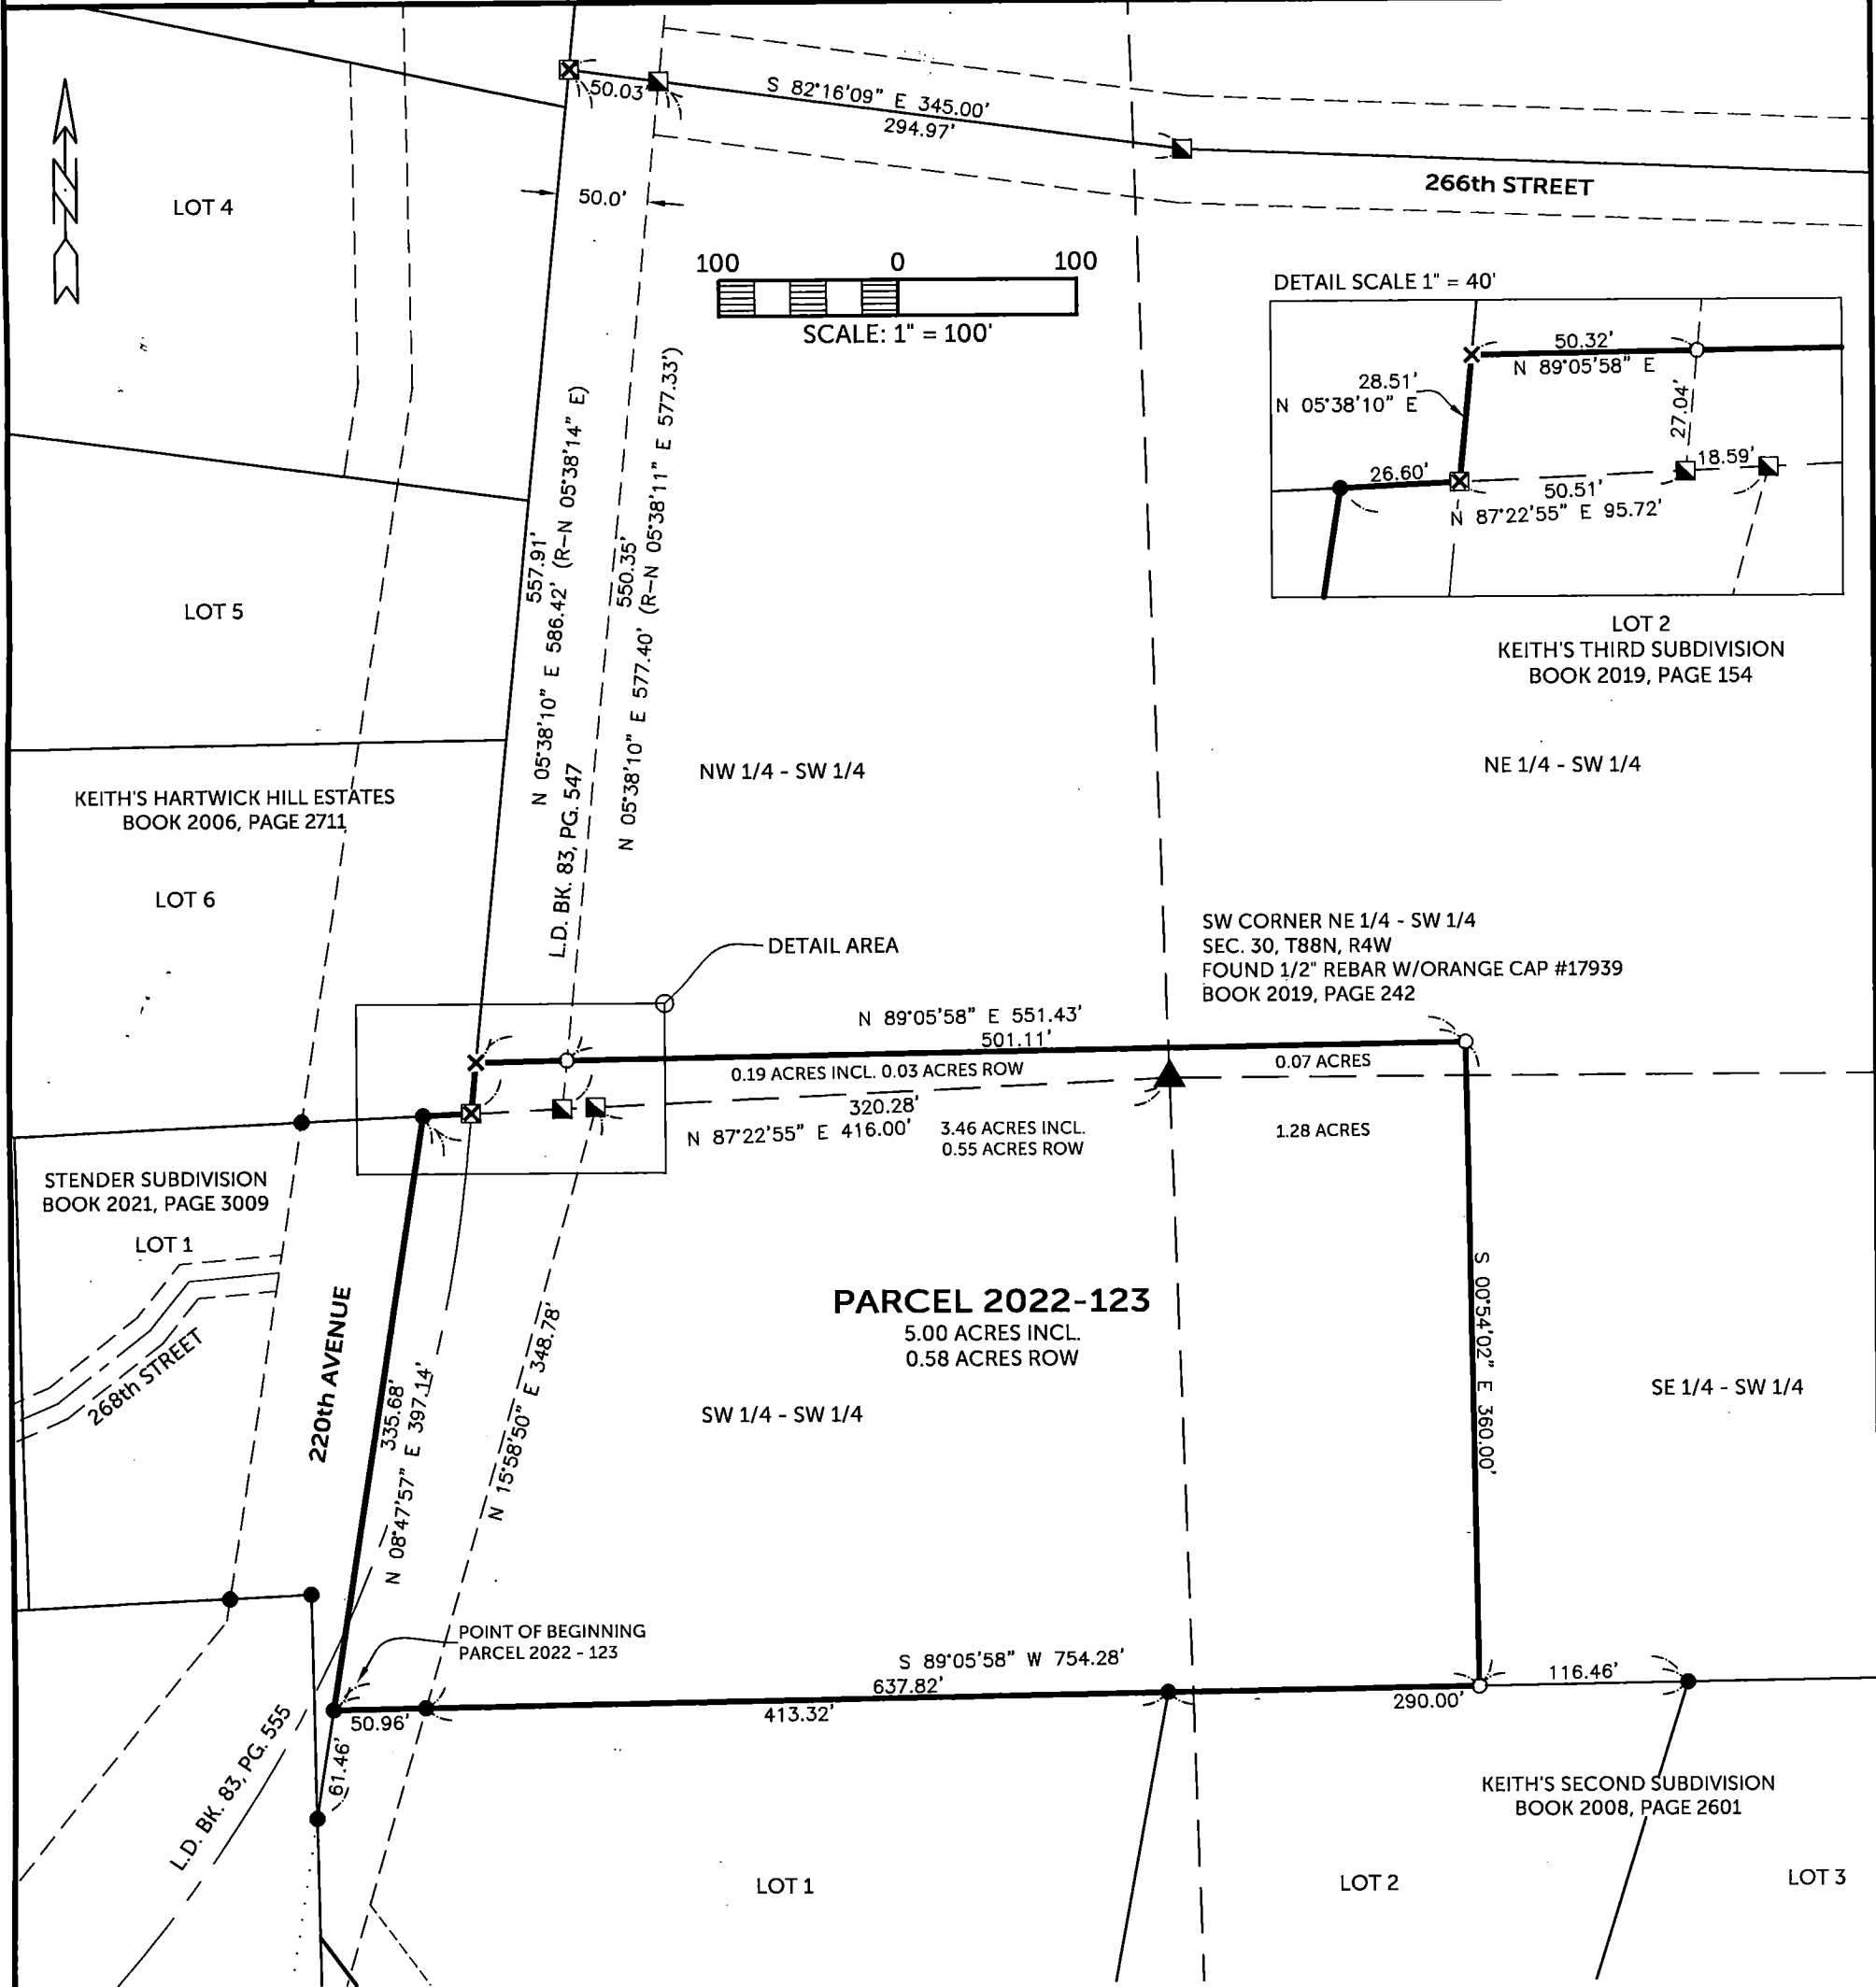 50.03'
S 82°16'09" E 345.00'
294.97'
266th STREET
LOT 4
50.0'
100 0 100
SCALE: 1" = 100'
DETAIL SCALE 1" = 40'
50.32'
N 89°05'58" E
28.51'
N 05°38'10" E
27.04'
18.59'
26.60'
50.51'
N 87°22'55" E 95.72'
LOT 2
KEITH'S THIRD SUBDIVISION
BOOK 2019, PAGE 154
557.91'
N 05°38'10" E 586.42' (R-N 05°38'14" E)
550.35'
N 05°38'10" E 577.40' (R-N 05°38'11" E 577.33')
L.D. BK. 83, PG. 547
LOT 5
NW 1/4 - SW 1/4
NE 1/4 - SW 1/4
KEITH'S HARTWICK HILL ESTATES
BOOK 2006, PAGE 2711
LOT 6
DETAIL AREA
SW CORNER NE 1/4 - SW 1/4
SEC. 30, T88N, R4W
FOUND 1/2" REBAR W/ORANGE CAP #17939
BOOK 2019, PAGE 242
N 89°05'58" E 551.43'
501.11'
0.19 ACRES INCL. 0.03 ACRES ROW
0.07 ACRES
320.28'
N 87°22'55" E 416.00'
3.46 ACRES INCL.
0.55 ACRES ROW
1.28 ACRES
STENDER SUBDIVISION
BOOK 2021, PAGE 3009
LOT 1
268th STREET
220th AVENUE
335.68'
N 08°47'57" E 397.14'
N 15°58'50" E 348.78'
PARCEL 2022-123
5.00 ACRES INCL.
0.58 ACRES ROW
S 00°54'02" E 360.00'
SW 1/4 - SW 1/4
SE 1/4 - SW 1/4
POINT OF BEGINNING
PARCEL 2022 - 123
S 89°05'58" W 754.28'
637.82'
116.46'
50.96'
413.32'
290.00'
61.46'
L.D. BK. 83, PG. 555
KEITH'S SECOND SUBDIVISION
BOOK 2008, PAGE 2601
LOT 1
LOT 2
LOT 3